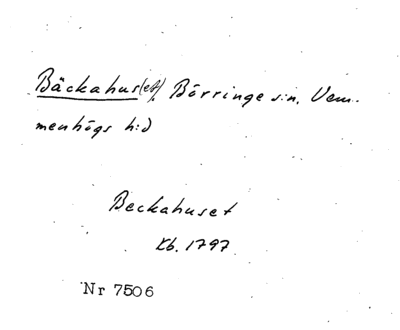 Bäckahus(et), Börringe s:n, Vem-
menhögs h:d
Beckahuset
Kb. 1797
Nr 7506